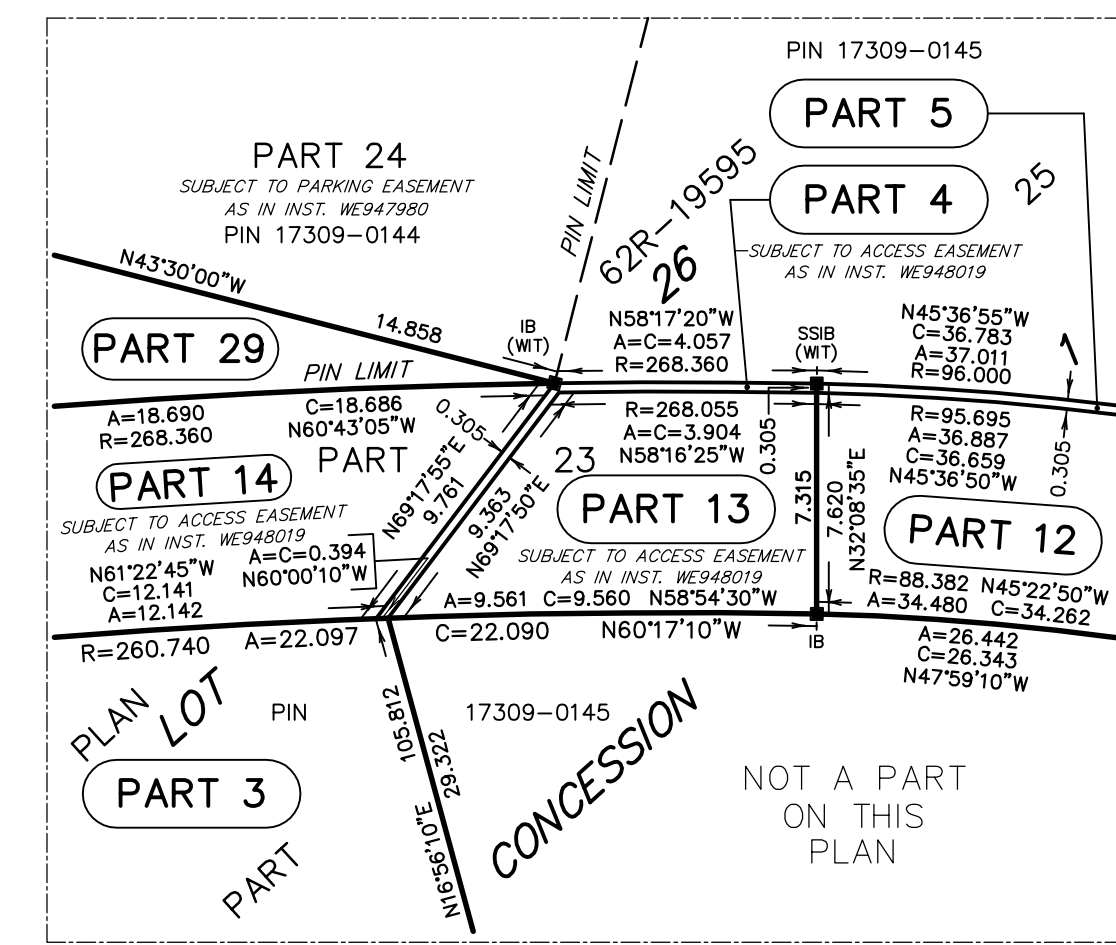 PIN 17309-0145
PART 5
PART 4
25
SUBJECT TO ACCESS EASEMENT
AS IN INST. WE948019
PART 24
SUBJECT TO PARKING EASEMENT
AS IN INST. WE947980
PIN 17309-0144
PIN LIMIT
62R-19595
26
N43°30'00"W
14.858
PART 29
PIN LIMIT
IB
(WIT)
N58°17'20"W
A=C=4.057
R=268.360
SSIB
(WIT)
N45°36'55"W
C=36.783
A=37.011
R=96.000
1
A=18.690
R=268.360
C=18.686
N60°43'05"W
0.305
R=268.055
A=C=3.904
N58°16'25"W
0.305
R=95.695
A=36.887
C=36.659
N45°36'50"W
0.305
PART
23
PART 14
SUBJECT TO ACCESS EASEMENT
AS IN INST. WE948019
N69°17'55"E
9.761
9.363
N69°17'50"E
PART 13
SUBJECT TO ACCESS EASEMENT
AS IN INST. WE948019
7.315
7.620
N32°08'35"E
PART 12
N61°22'45"W
C=12.141
A=12.142
A=C=0.394
N60°00'10"W
A=9.561 C=9.560 N58°54'30"W
R=88.382 N45°22'50"W
A=34.480 C=34.262
R=260.740
A=22.097
C=22.090
N60°17'10"W
IB
A=26.442
C=26.343
N47°59'10"W
PLAN
LOT
PIN
17309-0145
105.812
29.322
N16°56'10"E
PART 3
PART
CONCESSION
NOT A PART
ON THIS
PLAN